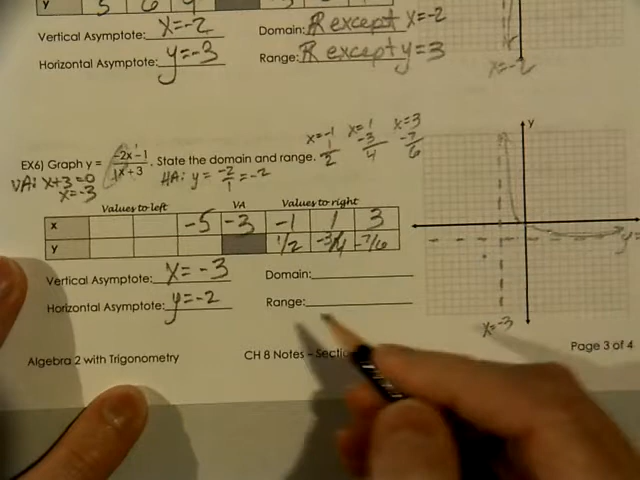 y 5 6 9
Vertical Asymptote: x=-2 Domain: ℝ except x=-2
Horizontal Asymptote: y=-3 Range: ℝ except y=3
x=-2
y
x=-1 x=1 x=3
1/2 -3/4 -7/6
EX6) Graph y = (-2x-1)/(1x+3). State the domain and range.
VA: x+3=0 HA: y = -2/1 = -2
x=-3
Values to left VA Values to right
x -5 -3 -1 1 3
y 1/2 -3/4 -7/6
x
y=
Vertical Asymptote: x=-3 Domain:
Horizontal Asymptote: y=-2 Range:
x=-3
Algebra 2 with Trigonometry CH 8 Notes – Sectio Page 3 of 4